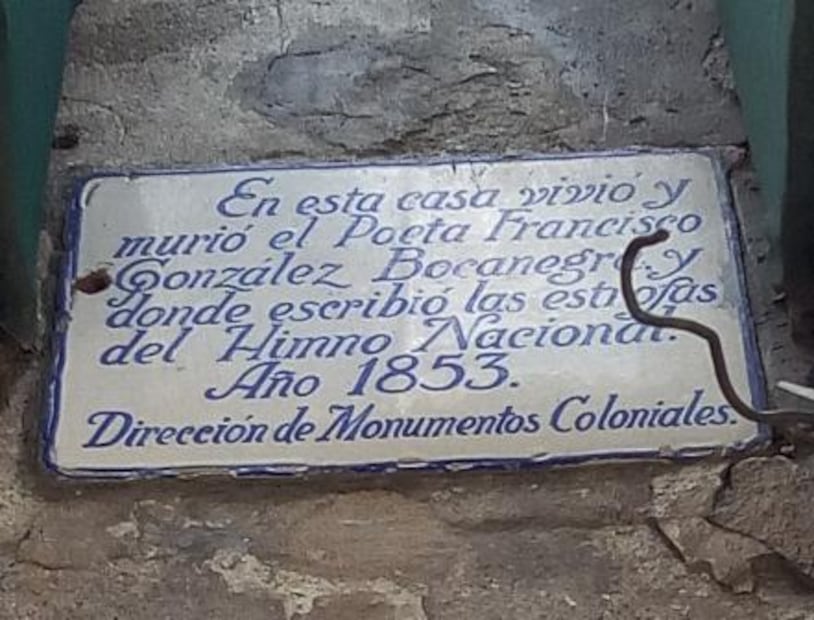 En esta casa vivió y
murió el Poeta Francisco
González Bocanegra y
donde escribió las estrofas
del Himno Nacional.
Año 1853.
Dirección de Monumentos Coloniales.